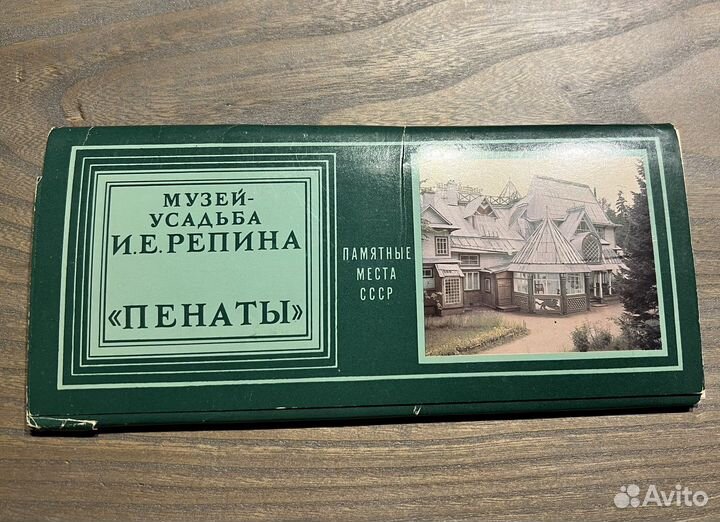 МУЗЕЙ-
УСАДЬБА
И.Е.РЕПИНА
«ПЕНАТЫ»
ПАМЯТНЫЕ
МЕСТА
СССР
Avito